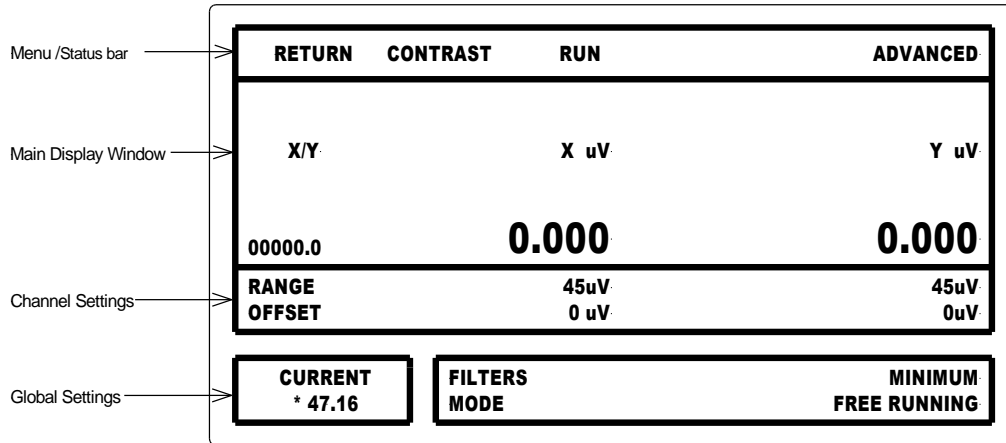 Menu /Status bar
RETURN CONTRAST RUN ADVANCED
Main Display Window
X/Y X uV Y uV
00000.0 0.000 0.000
Channel Settings
RANGE 45uV 45uV
OFFSET 0 uV 0uV
Global Settings
CURRENT
* 47.16
FILTERS MINIMUM
MODE FREE RUNNING